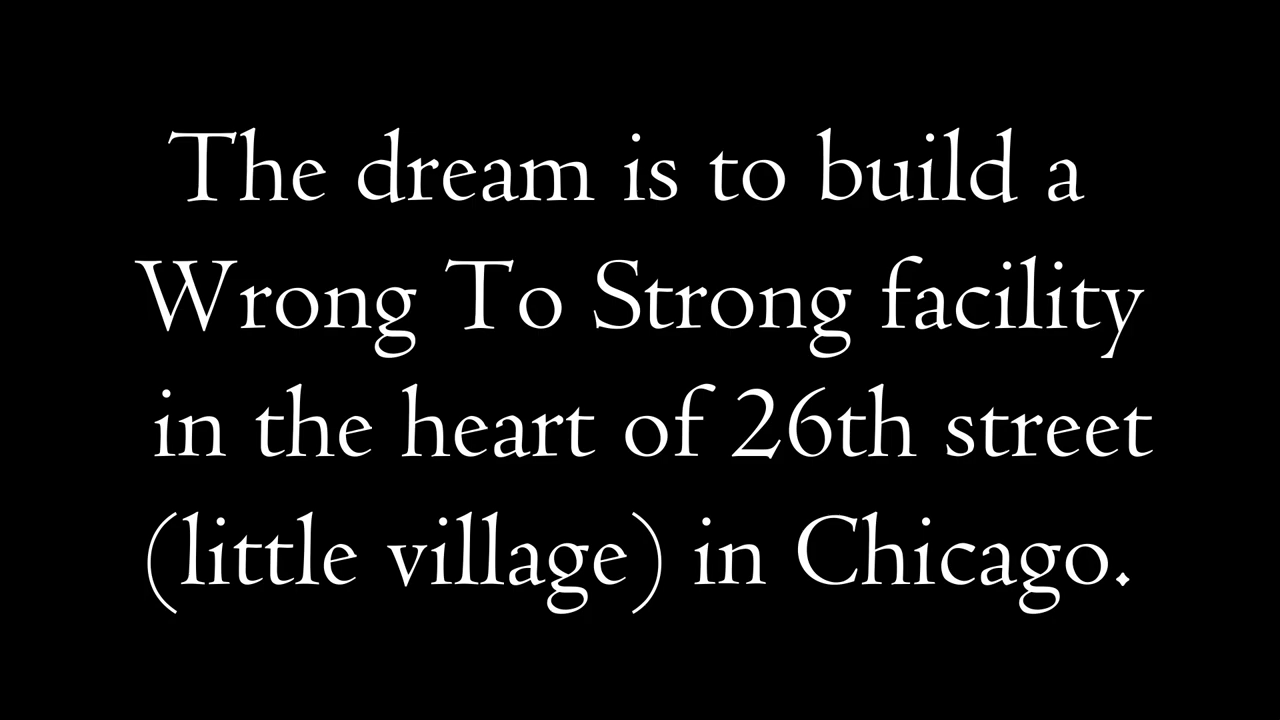 The dream is to build a
Wrong To Strong facility
in the heart of 26th street
(little village) in Chicago.